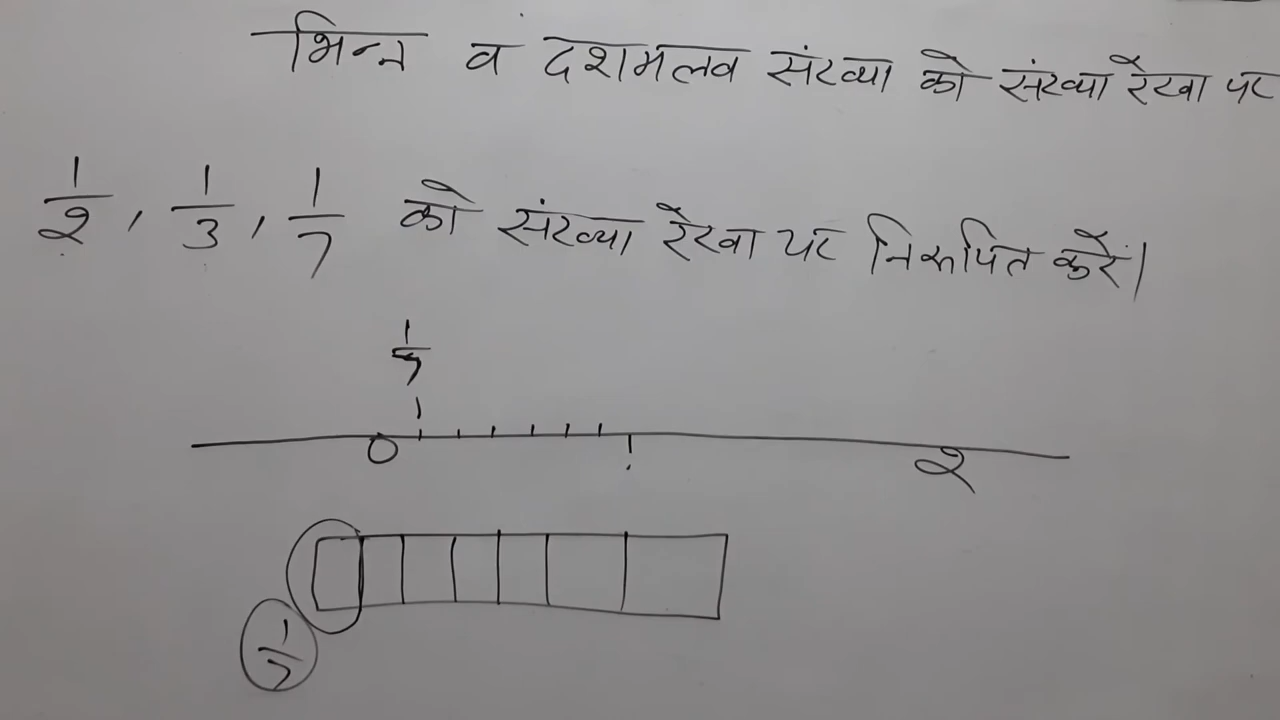 भिन्न व दशमलव संख्या को संख्या रेखा पर
1/2, 1/3, 1/7 को संख्या रेखा पर निरूपित करें।
1/7
0 1 2
1/7